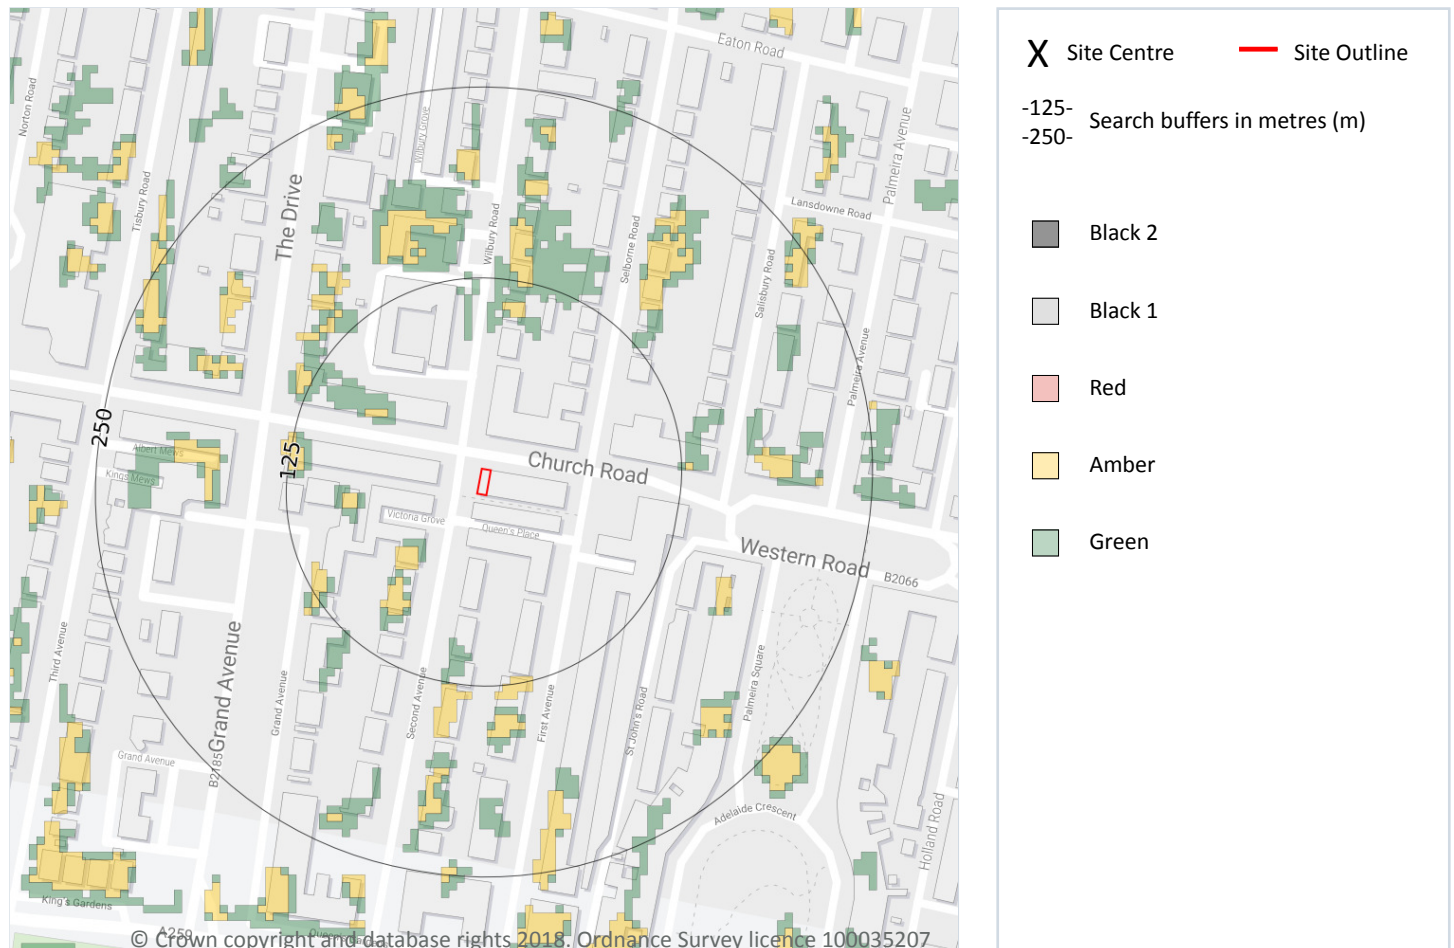 Eaton Road
Norton Road
Wilbury Grove
Palmeira Avenue
Tisbury Road
The Drive
Lansdowne Road
Wilbury Road
Selborne Road
Salisbury Road
Palmeira Avenue
250
125
Albert Mews
Kings Mews
Church Road
Victoria Grove
Queen's Place
Western Road
B2066
Third Avenue
Grand Avenue
B2185
Grand Avenue
Second Avenue
First Avenue
St John's Road
Palmeira Square
Grand Avenue
Adelaide Crescent
Holland Road
King's Gardens
A259
Queen's Gardens
© Crown copyright and database rights 2018. Ordnance Survey licence 100035207
X Site Centre
Site Outline
-125-
-250-
Search buffers in metres (m)
Black 2
Black 1
Red
Amber
Green